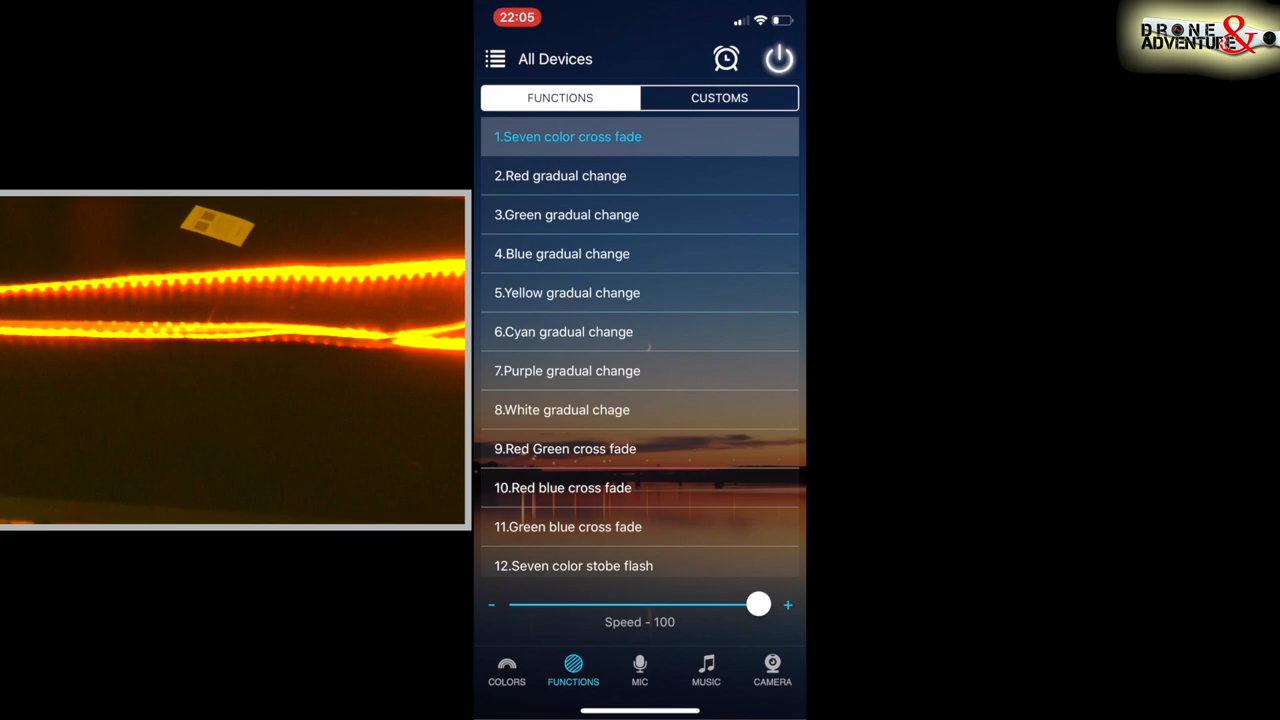 22:05
DRONE & ADVENTURE
All Devices
FUNCTIONS
CUSTOMS
1.Seven color cross fade
2.Red gradual change
3.Green gradual change
4.Blue gradual change
5.Yellow gradual change
6.Cyan gradual change
7.Purple gradual change
8.White gradual chage
9.Red Green cross fade
10.Red blue cross fade
11.Green blue cross fade
12.Seven color stobe flash
- +
Speed - 100
COLORS
FUNCTIONS
MIC
MUSIC
CAMERA